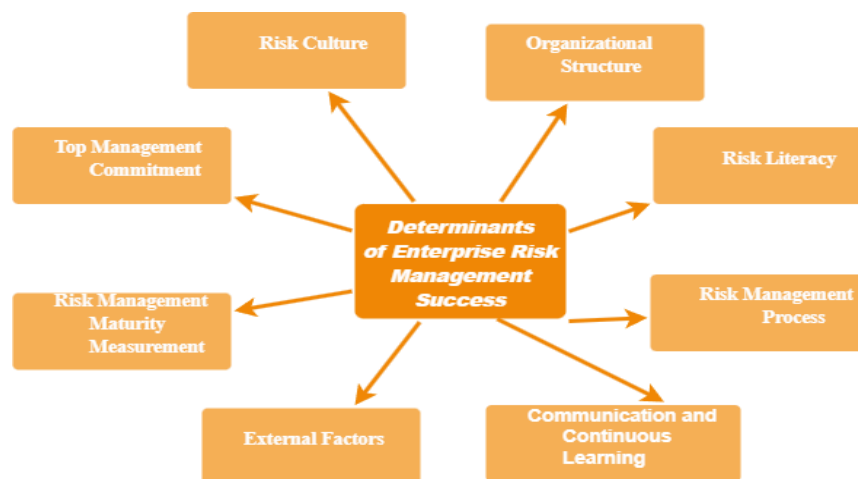 Risk Culture
Organizational
Structure
Top Management
Commitment
Risk Literacy
Determinants
of Enterprise Risk
Management
Success
Risk Management
Maturity
Measurement
Risk Management
Process
External Factors
Communication and
Continuous
Learning